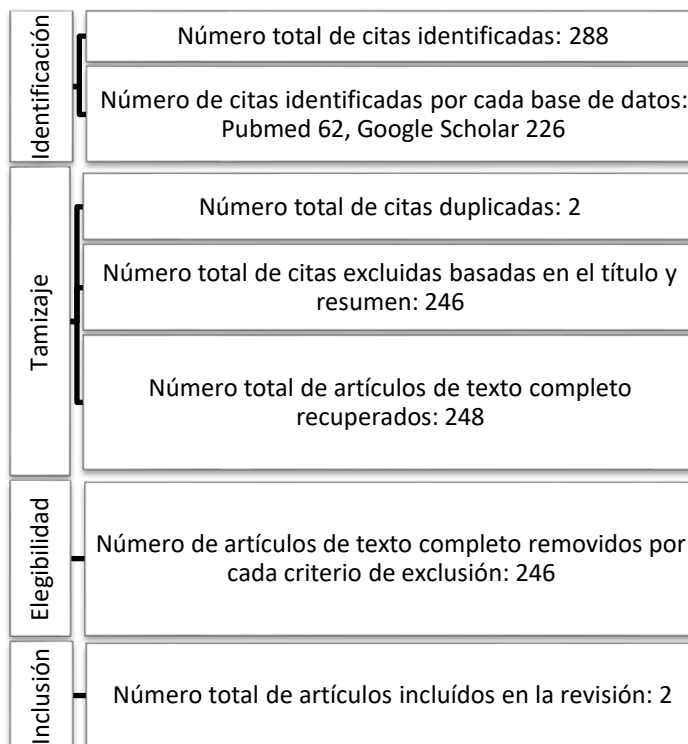 Identificación
Número total de citas identificadas: 288
Número de citas identificadas por cada base de datos:
Pubmed 62, Google Scholar 226
Tamizaje
Número total de citas duplicadas: 2
Número total de citas excluidas basadas en el título y
resumen: 246
Número total de artículos de texto completo
recuperados: 248
Elegibilidad
Número de artículos de texto completo removidos por
cada criterio de exclusión: 246
Inclusión
Número total de artículos incluídos en la revisión: 2